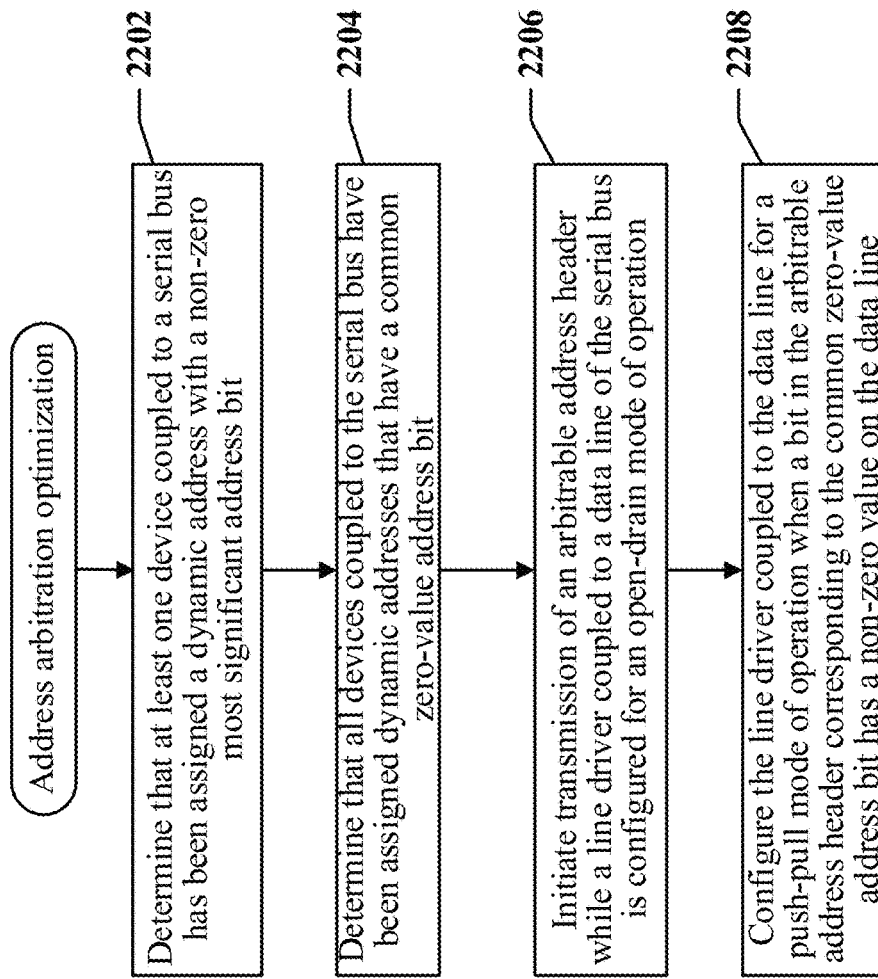 Address arbitration optimization
2202
Determine that at least one device coupled to a serial bus
has been assigned a dynamic address with a non-zero
most significant address bit
2204
Determine that all devices coupled to the serial bus have
been assigned dynamic addresses that have a common
zero-value address bit
2206
Initiate transmission of an arbitrable address header
while a line driver coupled to a data line of the serial bus
is configured for an open-drain mode of operation
2208
Configure the line driver coupled to the data line for a
push-pull mode of operation when a bit in the arbitrable
address header corresponding to the common zero-value
address bit has a non-zero value on the data line